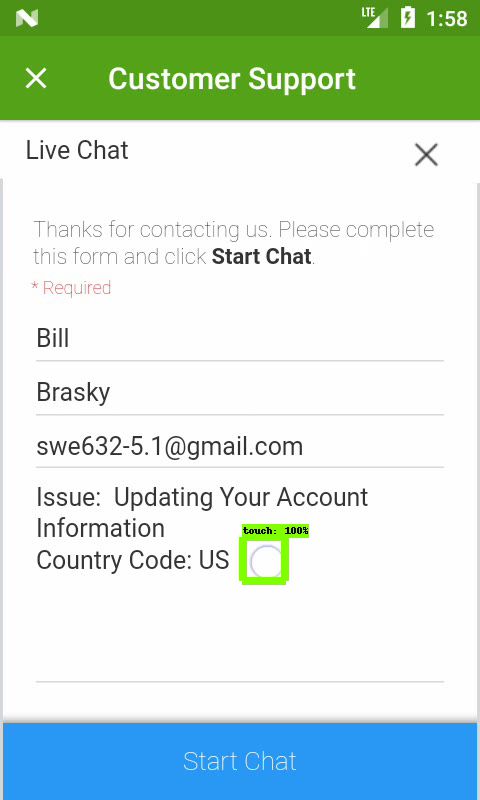 LTE 1:58
Customer Support
Live Chat
Thanks for contacting us. Please complete
this form and click Start Chat.
* Required
Bill
Brasky
swe632-5.1@gmail.com
Issue:  Updating Your Account
Information
touch: 100%
Country Code: US
Start Chat